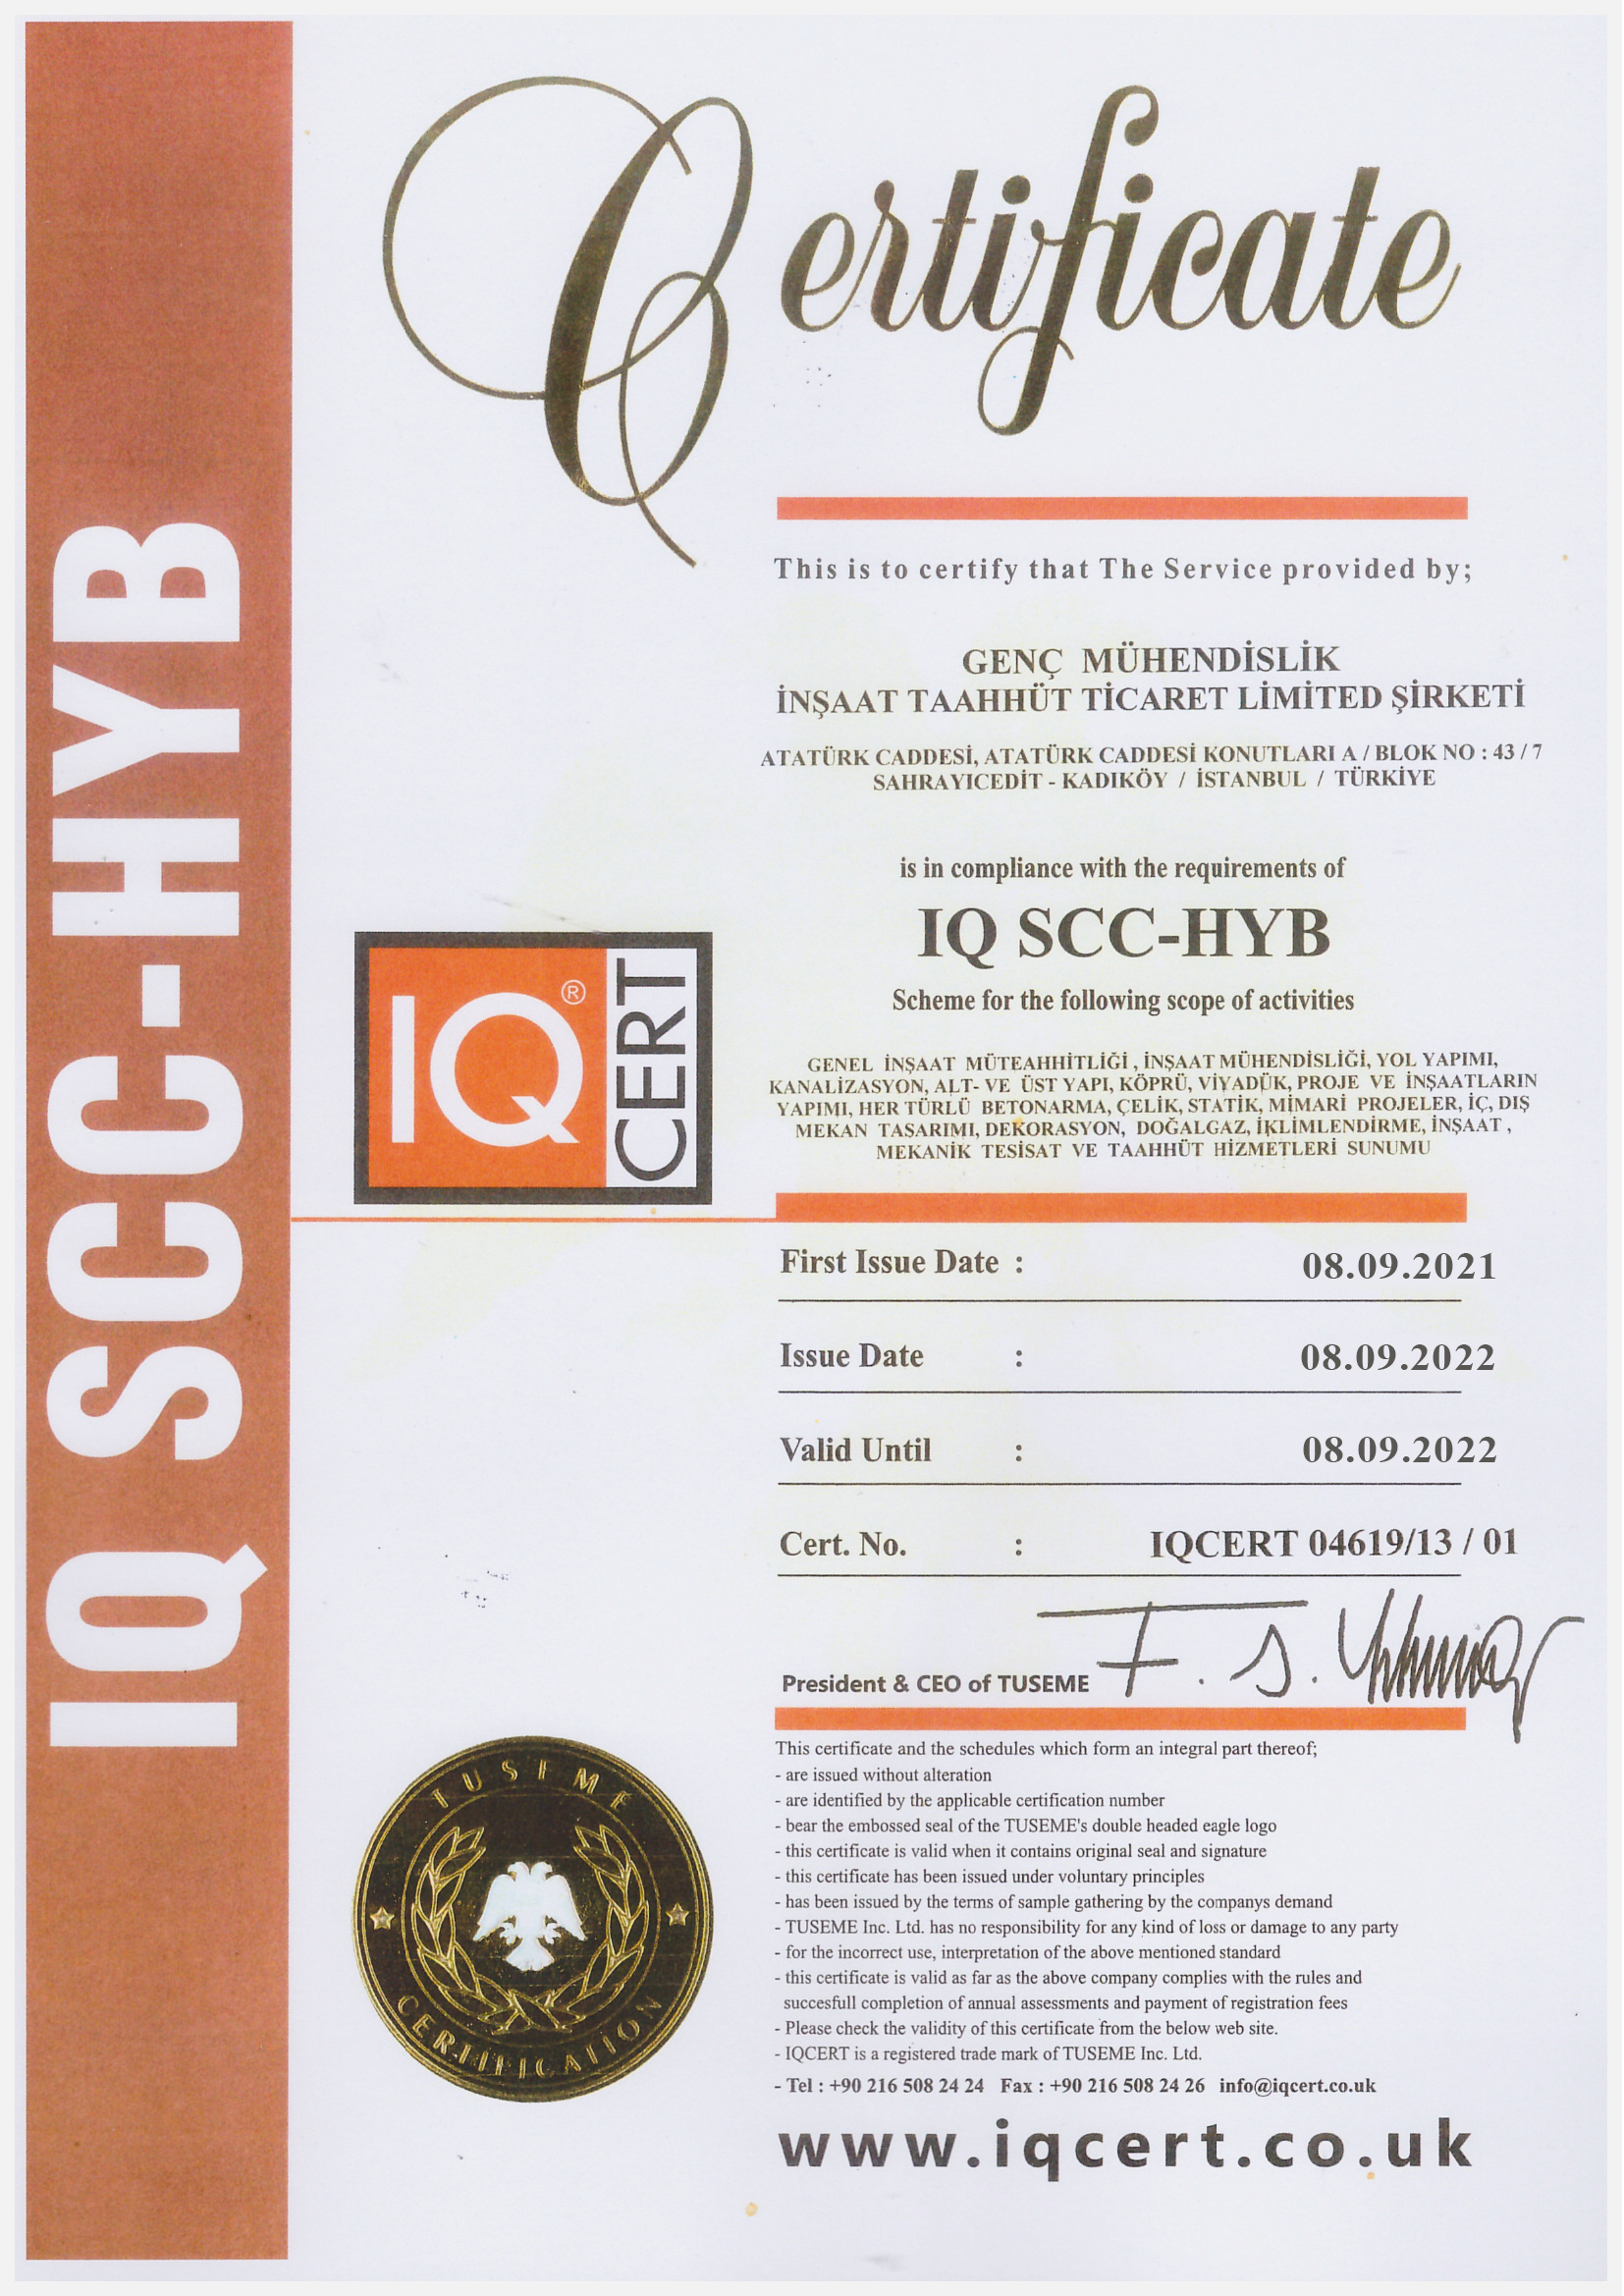 Certificate
IQ SCC-HYB
This is to certify that The Service provided by;
GENÇ MÜHENDİSLİK
İNŞAAT TAAHHÜT TİCARET LİMİTED ŞİRKETİ
ATATÜRK CADDESİ, ATATÜRK CADDESİ KONUTLARI A / BLOK NO : 43 / 7
SAHRAYICEDİT - KADIKÖY / İSTANBUL / TÜRKİYE
is in compliance with the requirements of
IQ SCC-HYB
Scheme for the following scope of activities
IQ® CERT
GENEL İNŞAAT MÜTEAHHİTLİĞİ , İNŞAAT MÜHENDİSLİĞİ, YOL YAPIMI,
KANALİZASYON, ALT- VE ÜST YAPI, KÖPRÜ, VİYADÜK, PROJE VE İNŞAATLARIN
YAPIMI, HER TÜRLÜ BETONARMA, ÇELİK, STATİK, MİMARİ PROJELER, İÇ, DIŞ
MEKAN TASARIMI, DEKORASYON, DOĞALGAZ, İKLİMLENDİRME, İNŞAAT ,
MEKANİK TESİSAT VE TAAHHÜT HİZMETLERİ SUNUMU
First Issue Date : 08.09.2021
Issue Date : 08.09.2022
Valid Until : 08.09.2022
Cert. No. : IQCERT 04619/13 / 01
President & CEO of TUSEME
This certificate and the schedules which form an integral part thereof;
- are issued without alteration
- are identified by the applicable certification number
- bear the embossed seal of the TUSEME's double headed eagle logo
- this certificate is valid when it contains original seal and signature
- this certificate has been issued under voluntary principles
- has been issued by the terms of sample gathering by the companys demand
- TUSEME Inc. Ltd. has no responsibility for any kind of loss or damage to any party
- for the incorrect use, interpretation of the above mentioned standard
- this certificate is valid as far as the above company complies with the rules and
succesfull completion of annual assessments and payment of registration fees
- Please check the validity of this certificate from the below web site.
- IQCERT is a registered trade mark of TUSEME Inc. Ltd.
- Tel : +90 216 508 24 24 Fax : +90 216 508 24 26 info@iqcert.co.uk
www.iqcert.co.uk
TUSEME
CERTIFICATION